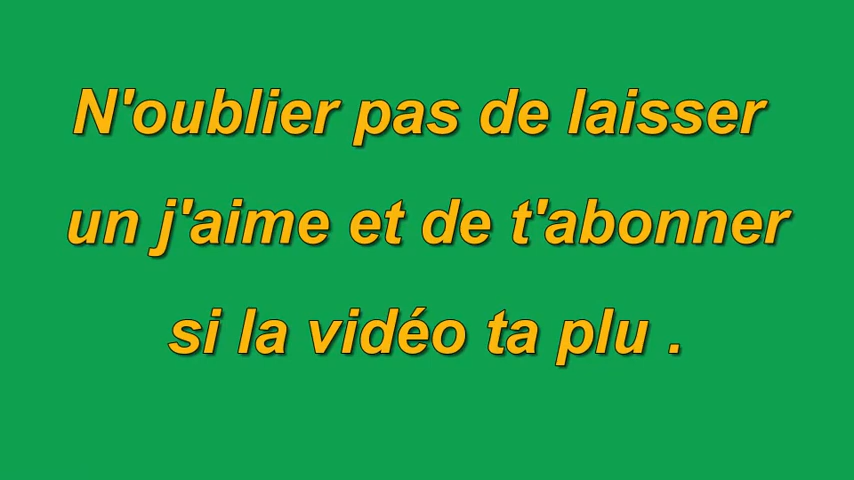 N'oublier pas de laisser
un j'aime et de t'abonner
si la vidéo ta plu .